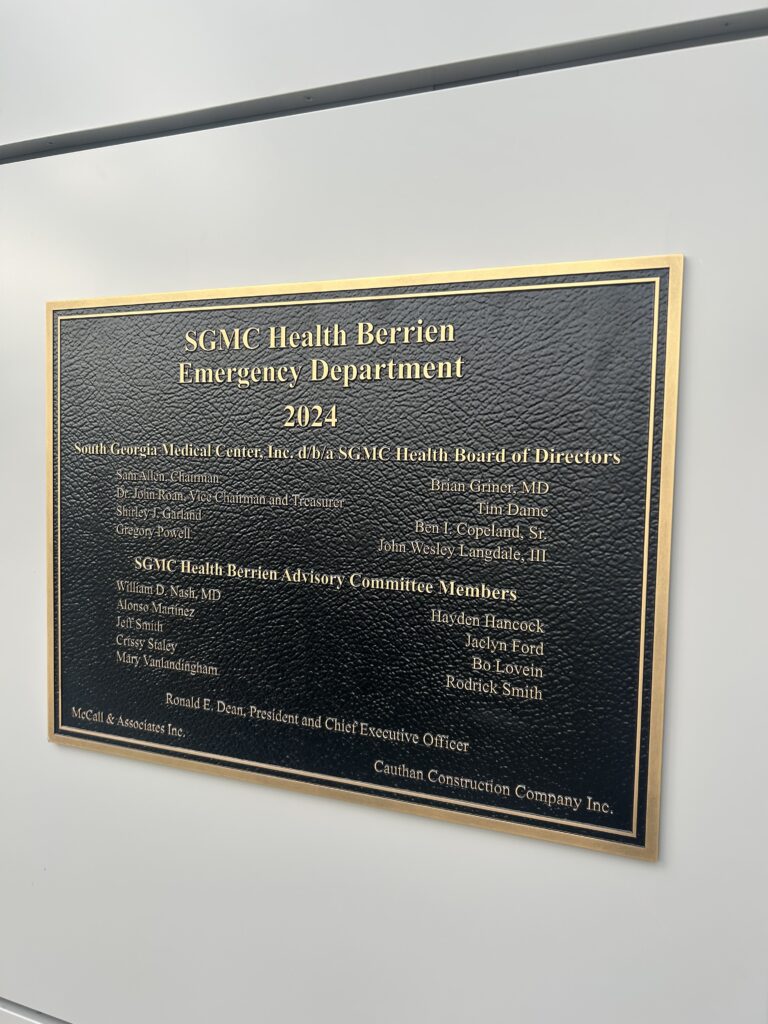 SGMC Health Berrien
Emergency Department
2024
South Georgia Medical Center, Inc. d/b/a SGMC Health Board of Directors
Sam Allen, Chairman
Dr. John Roan, Vice Chairman and Treasurer
Shirley J. Garland
Gregory Powell
Brian Griner, MD
Tim Dame
Ben I. Copeland, Sr.
John Wesley Langdale, III
SGMC Health Berrien Advisory Committee Members
William D. Nash, MD
Alonso Martinez
Jeff Smith
Crissy Staley
Mary Vanlandingham
Hayden Hancock
Jaclyn Ford
Bo Lovein
Rodrick Smith
Ronald E. Dean, President and Chief Executive Officer
McCall & Associates Inc.
Cauthan Construction Company Inc.